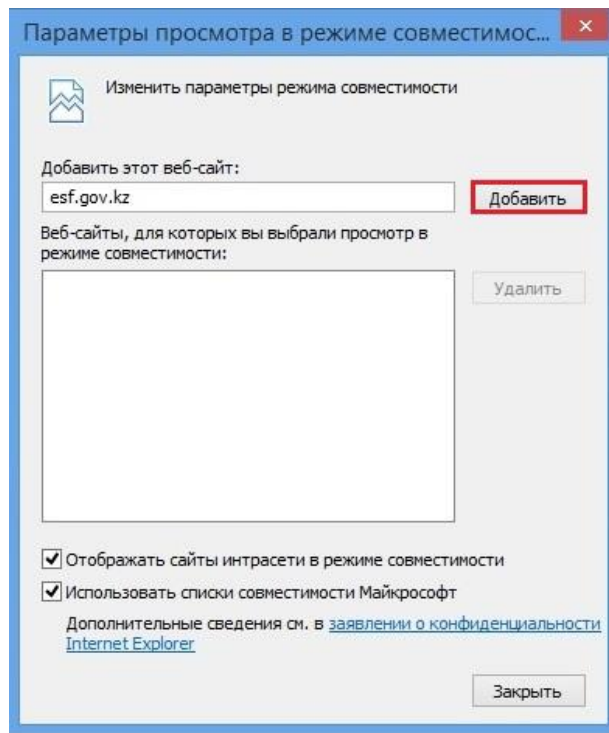 Параметры просмотра в режиме совместимос...
Изменить параметры режима совместимости
Добавить этот веб-сайт:
esf.gov.kz
Добавить
Веб-сайты, для которых вы выбрали просмотр в
режиме совместимости:
Удалить
Отображать сайты интрасети в режиме совместимости
Использовать списки совместимости Майкрософт
Дополнительные сведения см. в заявлении о конфиденциальности
Internet Explorer
Закрыть